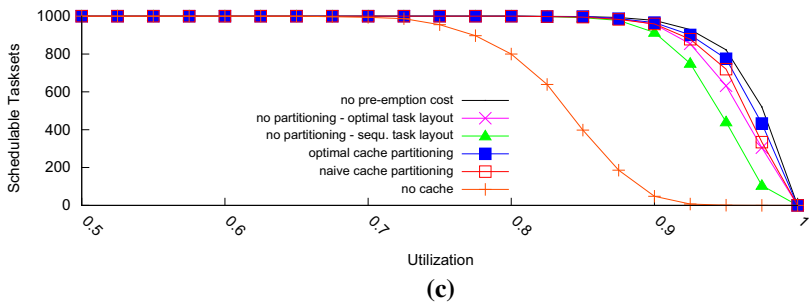 Schedulable Tasksets
1000
800
600
400
200
0
no pre-emption cost
no partitioning - optimal task layout
no partitioning - sequ. task layout
optimal cache partitioning
naive cache partitioning
no cache
0.5
0.6
0.7
0.8
0.9
1
Utilization
(c)